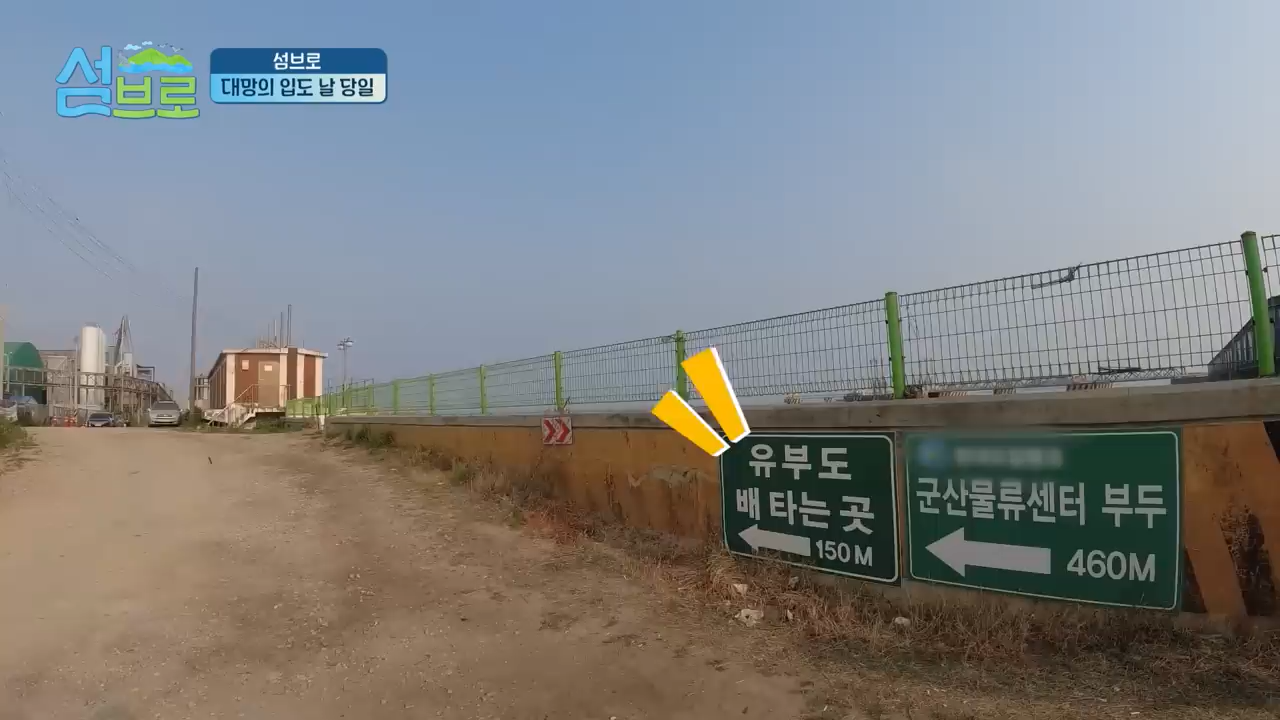 섬브로
섬브로
대망의 입도 날 당일
유부도
배 타는 곳
150M
군산물류센터 부두
460M